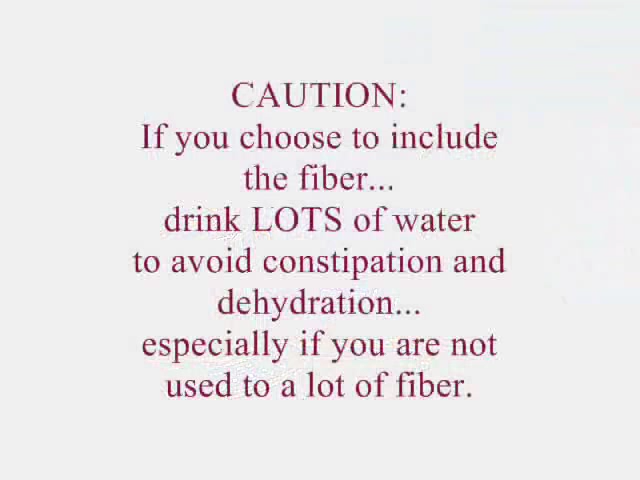 CAUTION:
If you choose to include
the fiber...
drink LOTS of water
to avoid constipation and
dehydration...
especially if you are not
used to a lot of fiber.